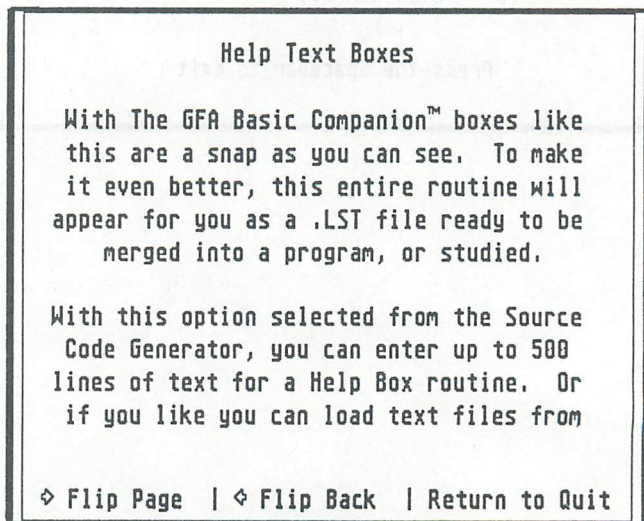 Help Text Boxes
With The GFA Basic Companion™ boxes like
this are a snap as you can see. To make
it even better, this entire routine will
appear for you as a .LST file ready to be
merged into a program, or studied.
With this option selected from the Source
Code Generator, you can enter up to 500
lines of text for a Help Box routine. Or
if you like you can load text files from
⇨ Flip Page | ⇦ Flip Back | Return to Quit